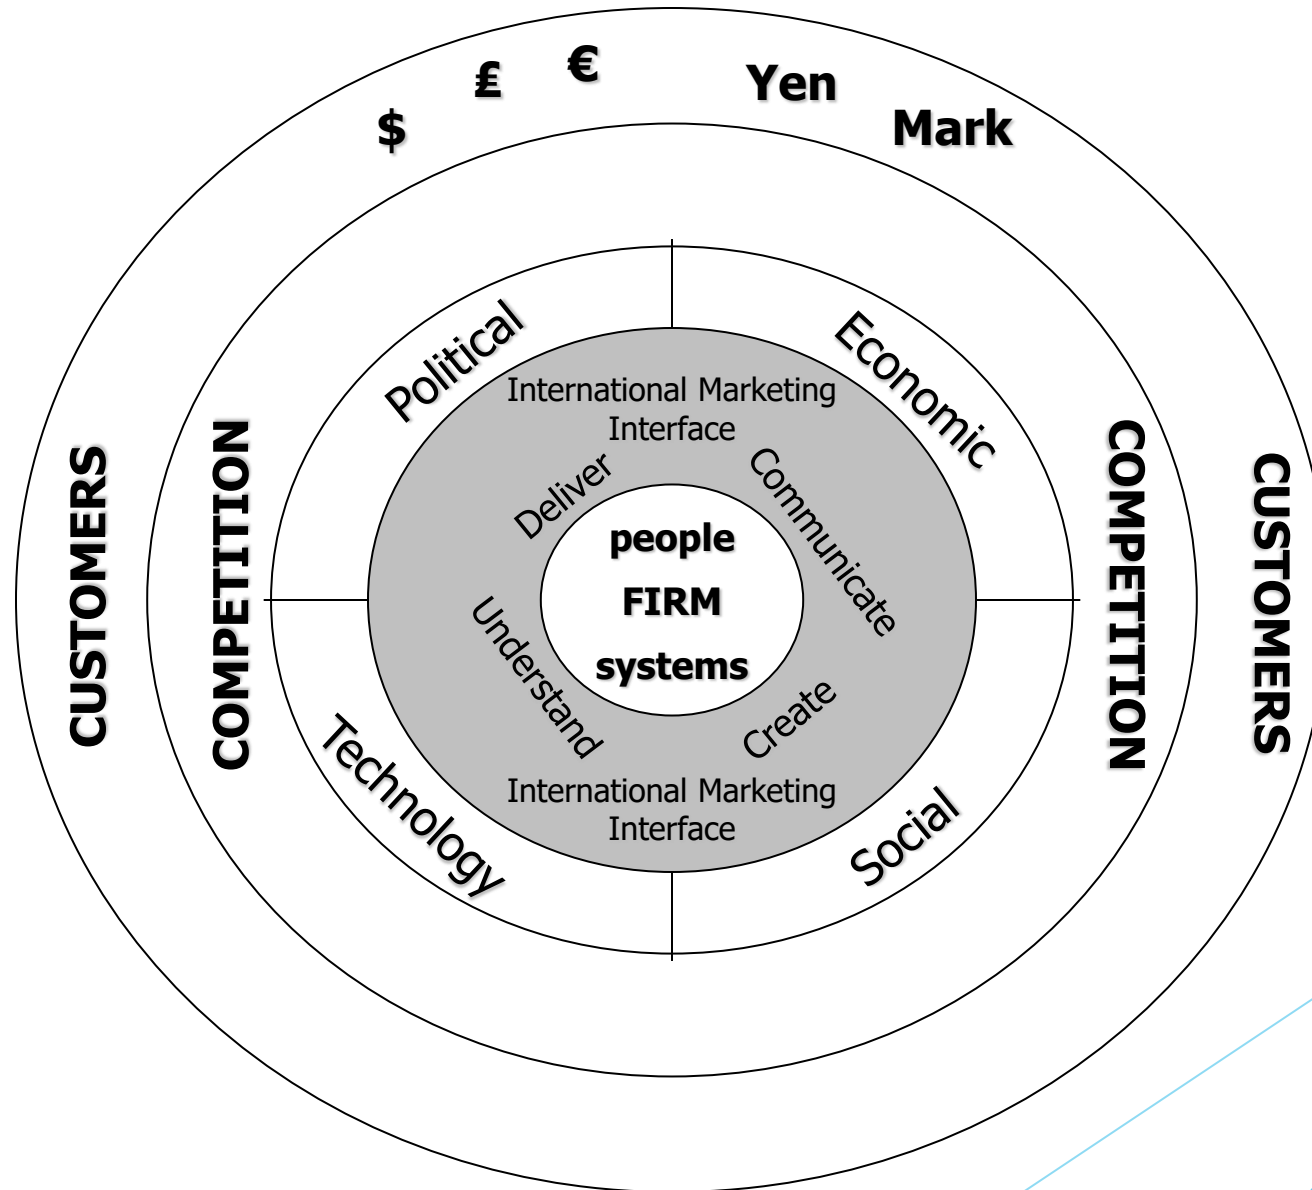 $ £ € Yen Mark
Political
Economic
International Marketing
Interface
Deliver
Communicate
CUSTOMERS
COMPETITION
people
FIRM
systems
COMPETITION
CUSTOMERS
Understand
Create
Technology
International Marketing
Interface
Social